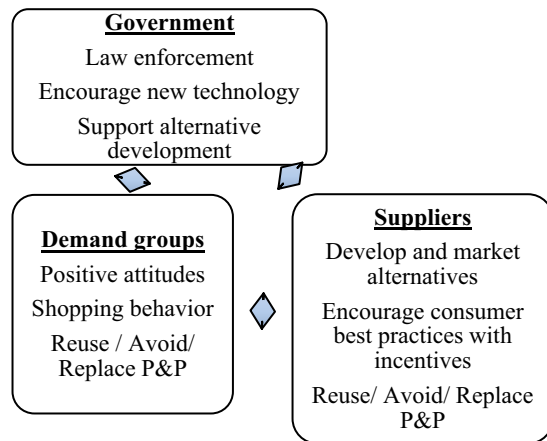 Government
Law enforcement
Encourage new technology
Support alternative
development
Demand groups
Positive attitudes
Shopping behavior
Reuse / Avoid/
Replace P&P
Suppliers
Develop and market
alternatives
Encourage consumer
best practices with
incentives
Reuse/ Avoid/ Replace
P&P